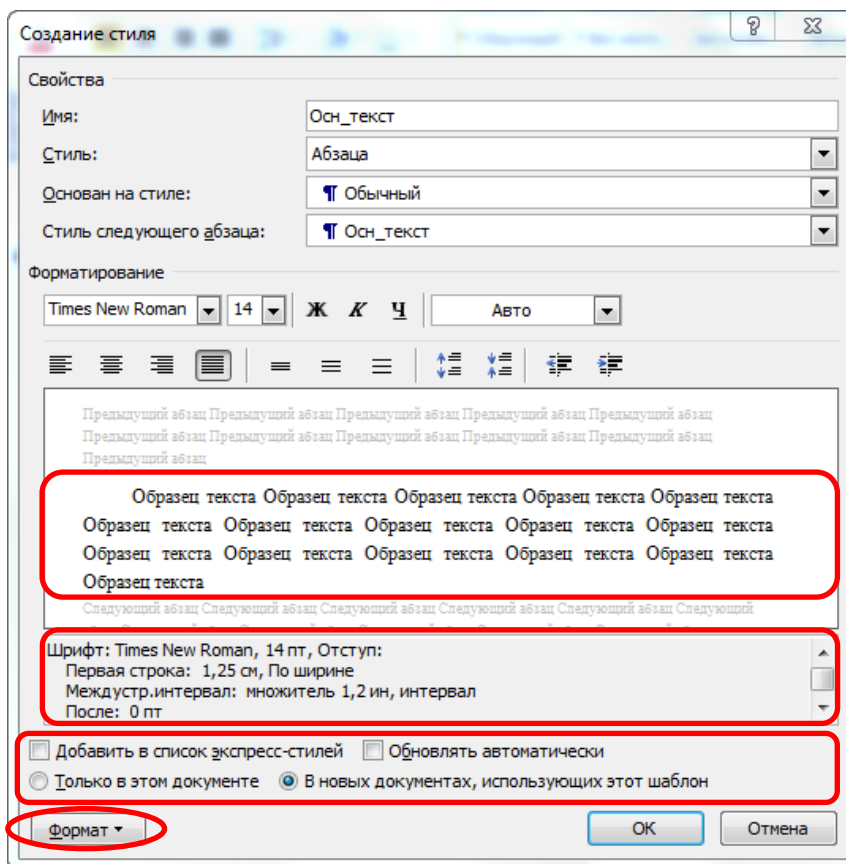 Создание стиля
Свойства
Имя: Осн_текст
Стиль: Абзаца
Основан на стиле: ¶ Обычный
Стиль следующего абзаца: ¶ Осн_текст
Форматирование
Times New Roman 14 Ж К Ч Авто
Предыдущий абзац Предыдущий абзац Предыдущий абзац Предыдущий абзац Предыдущий абзац
Предыдущий абзац Предыдущий абзац Предыдущий абзац Предыдущий абзац Предыдущий абзац
Предыдущий абзац
Образец текста Образец текста Образец текста Образец текста Образец текста
Образец текста Образец текста Образец текста Образец текста Образец текста
Образец текста Образец текста Образец текста Образец текста Образец текста
Образец текста
Следующий абзац Следующий абзац Следующий абзац Следующий абзац Следующий абзац Следующий
Шрифт: Times New Roman, 14 пт, Отступ:
Первая строка: 1,25 см, По ширине
Междустр.интервал: множитель 1,2 ин, интервал
После: 0 пт
Добавить в список экспресс-стилей Обновлять автоматически
Только в этом документе В новых документах, использующих этот шаблон
Формат ОК Отмена